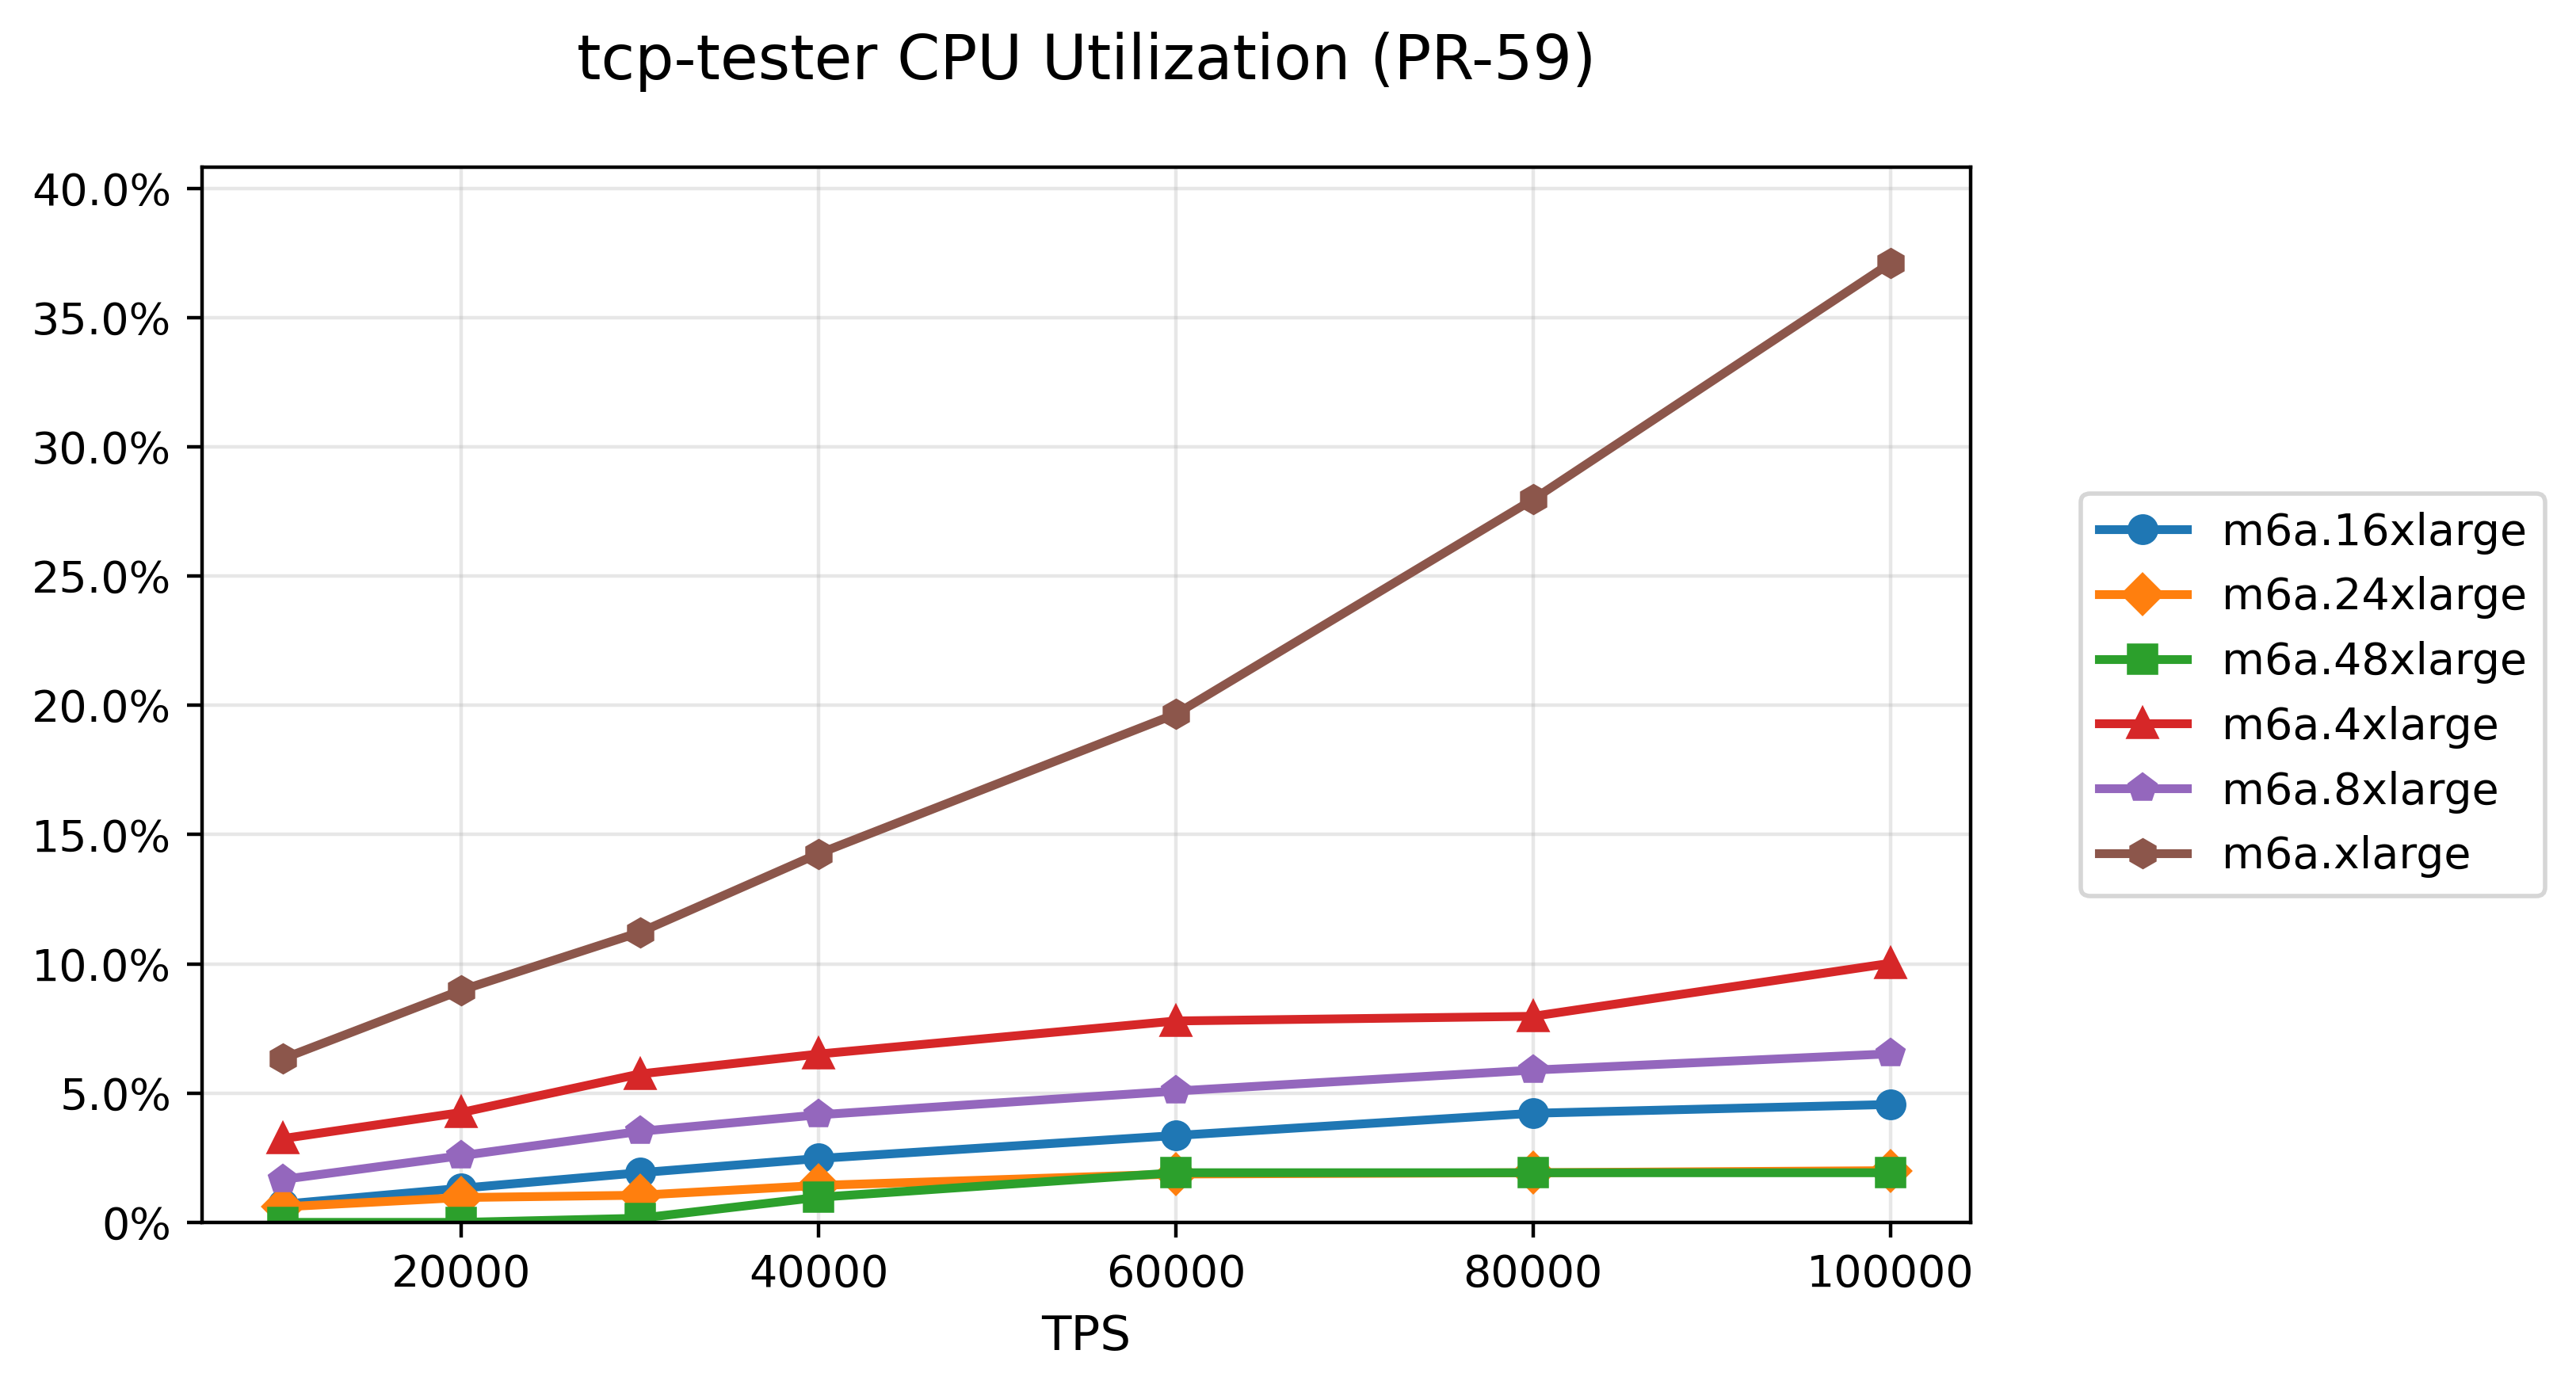 tcp-tester CPU Utilization (PR-59)
40.0%
35.0%
30.0%
25.0%
20.0%
15.0%
10.0%
5.0%
0%
20000
40000
60000
80000
100000
TPS
m6a.16xlarge
m6a.24xlarge
m6a.48xlarge
m6a.4xlarge
m6a.8xlarge
m6a.xlarge